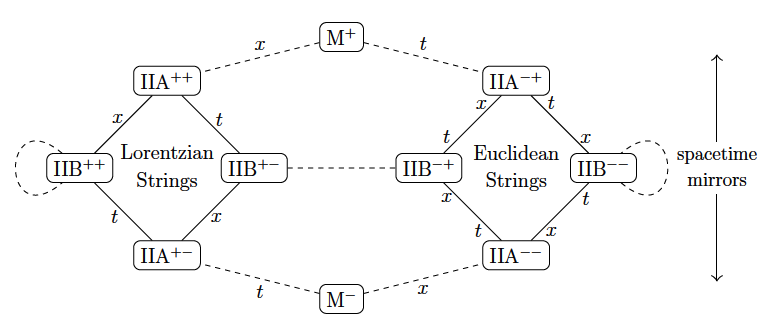 M⁺
x
t
IIA⁺⁺
IIA⁻⁺
x
t
x
t
t
x
Lorentzian
Strings
Euclidean
Strings
spacetime
mirrors
IIB⁺⁺
IIB⁺⁻
IIB⁻⁺
IIB⁻⁻
t
x
x
t
t
x
IIA⁺⁻
IIA⁻⁻
t
x
M⁻